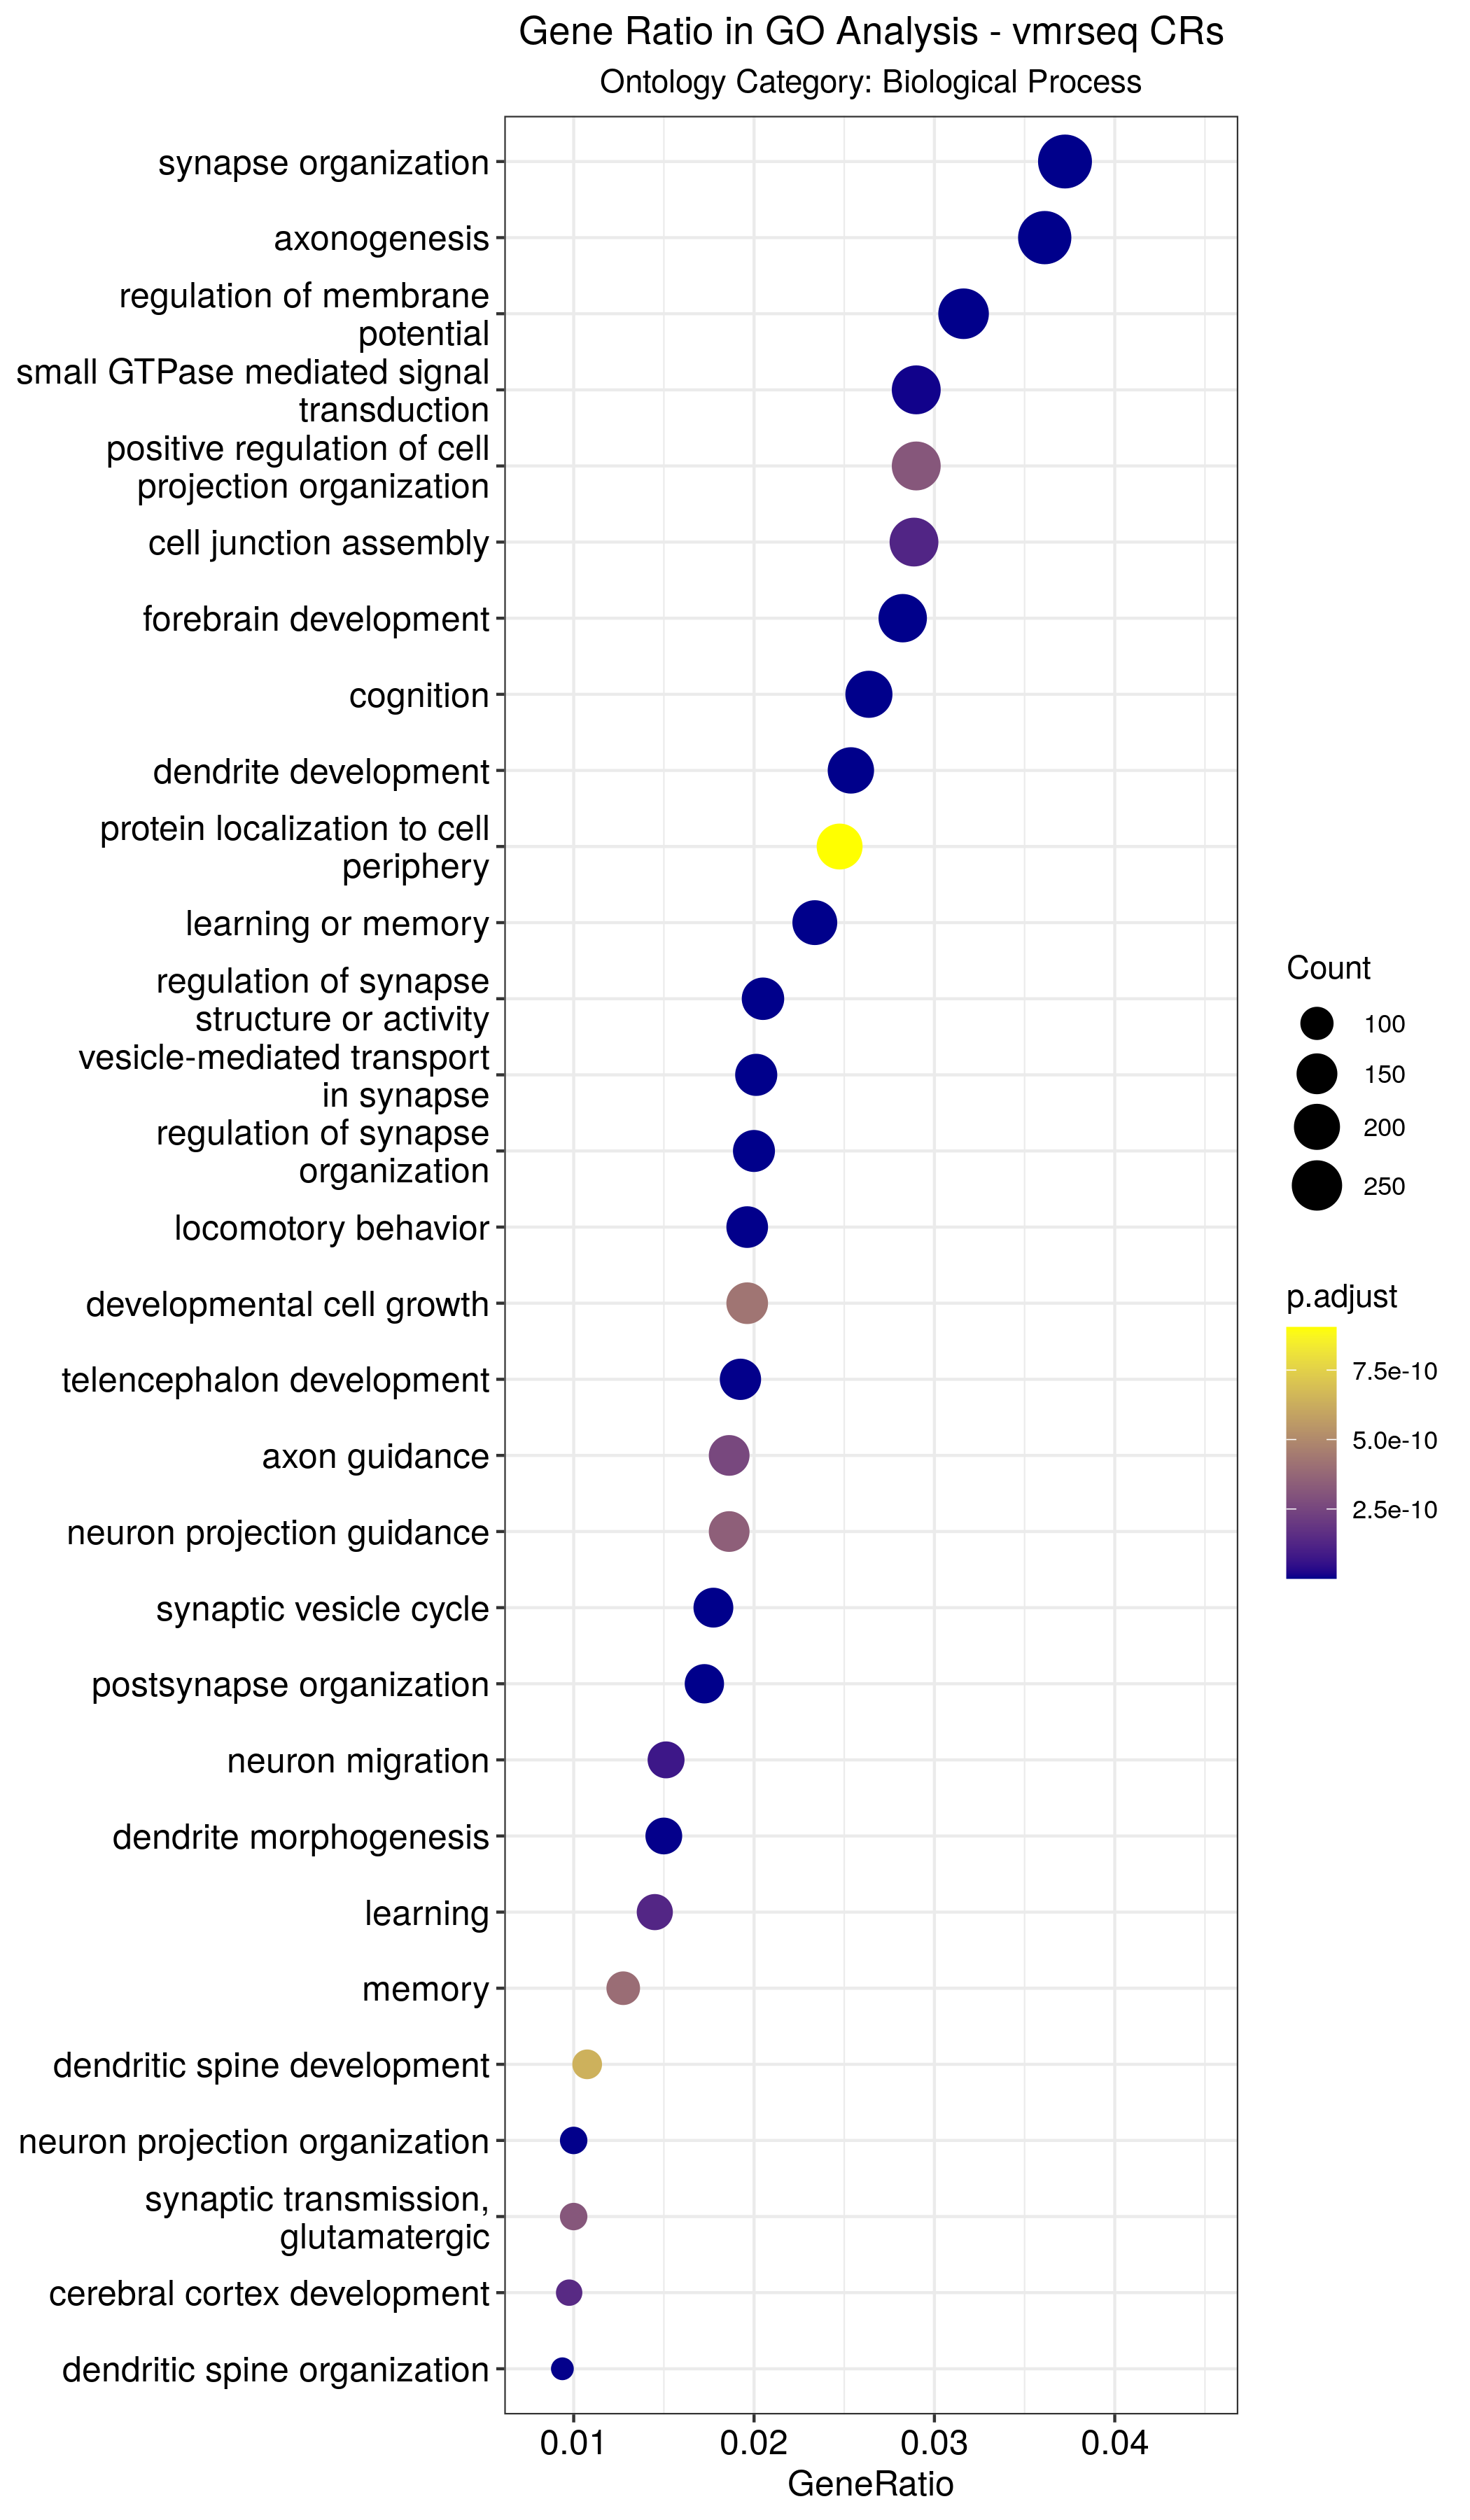 Gene Ratio in GO Analysis - vmrseq CRs
Ontology Category: Biological Process
synapse organization
axonogenesis
regulation of membrane
potential
small GTPase mediated signal
transduction
positive regulation of cell
projection organization
cell junction assembly
forebrain development
cognition
dendrite development
protein localization to cell
periphery
learning or memory
regulation of synapse
structure or activity
vesicle-mediated transport
in synapse
regulation of synapse
organization
locomotory behavior
developmental cell growth
telencephalon development
axon guidance
neuron projection guidance
synaptic vesicle cycle
postsynapse organization
neuron migration
dendrite morphogenesis
learning
memory
dendritic spine development
neuron projection organization
synaptic transmission,
glutamatergic
cerebral cortex development
dendritic spine organization
0.01 0.02 0.03 0.04
GeneRatio
Count
100
150
200
250
p.adjust
7.5e-10
5.0e-10
2.5e-10